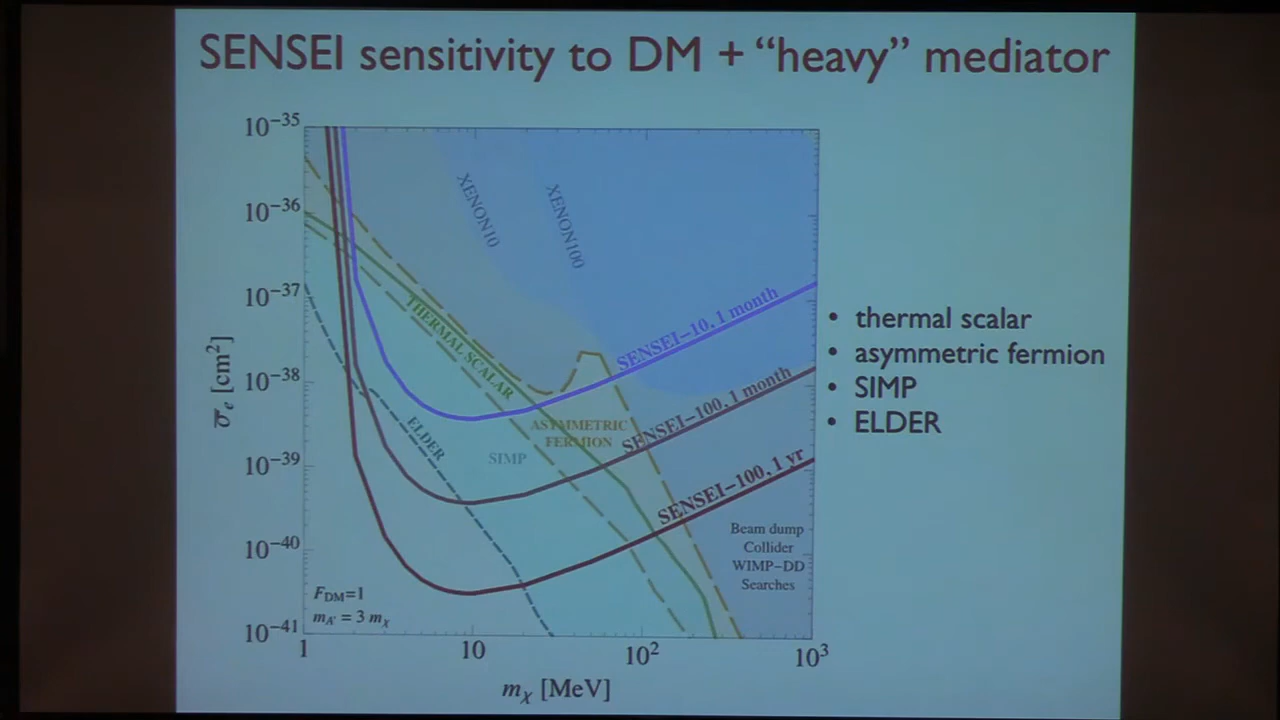 SENSEI sensitivity to DM + “heavy” mediator
10⁻³⁵
10⁻³⁶
10⁻³⁷
10⁻³⁸
10⁻³⁹
10⁻⁴⁰
10⁻⁴¹
σ̅ₑ [cm²]
XENON10
XENON100
THERMAL SCALAR
SENSEI–10, 1 month
SENSEI–100, 1 month
SENSEI–100, 1 yr
ASYMMETRIC
FERMION
ELDER
SIMP
Beam dump
Collider
WIMP–DD
Searches
F_DM=1
m_A' = 3 m_χ
1
10
10²
10³
m_χ [MeV]
• thermal scalar
• asymmetric fermion
• SIMP
• ELDER